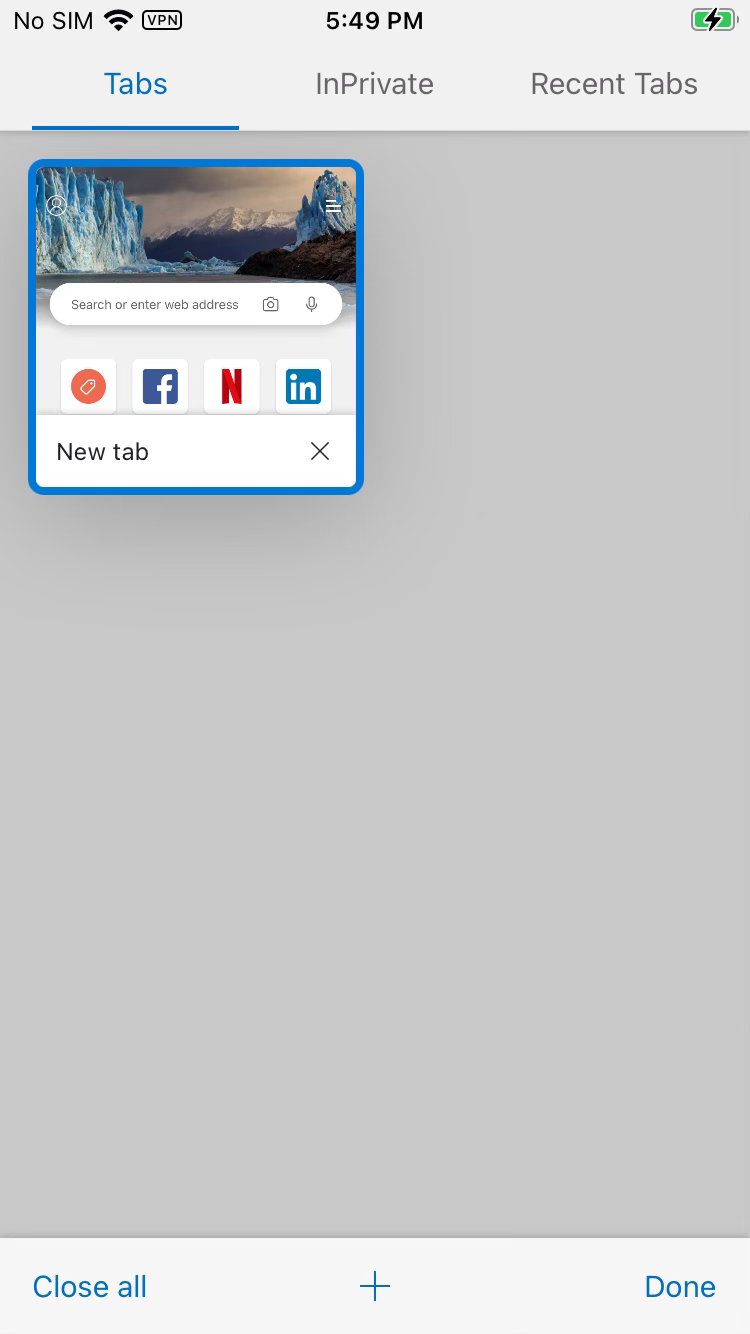 No SIM VPN 5:49 PM
Tabs InPrivate Recent Tabs
Search or enter web address
f N in
New tab
Close all Done